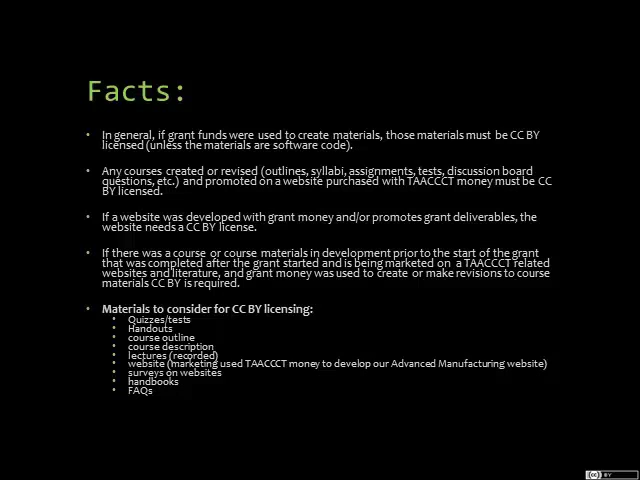 Facts:
• In general, if grant funds were used to create materials, those materials must be CC BY
licensed (unless the materials are software code).
• Any courses created or revised (outlines, syllabi, assignments, tests, discussion board
questions, etc.) and promoted on a website purchased with TAACCCT money must be CC
BY licensed.
• If a website was developed with grant money and/or promotes grant deliverables, the
website needs a CC BY license.
• If there was a course or course materials in development prior to the start of the grant
that was completed after the grant started and is being marketed on a TAACCCT related
websites and literature, and grant money was used to create or make revisions to course
materials CC BY is required.
• Materials to consider for CC BY licensing:
• Quizzes/tests
• Handouts
• course outline
• course description
• lectures (recorded)
• website (marketing used TAACCCT money to develop our Advanced Manufacturing website)
• surveys on websites
• handbooks
• FAQs
(cc) BY